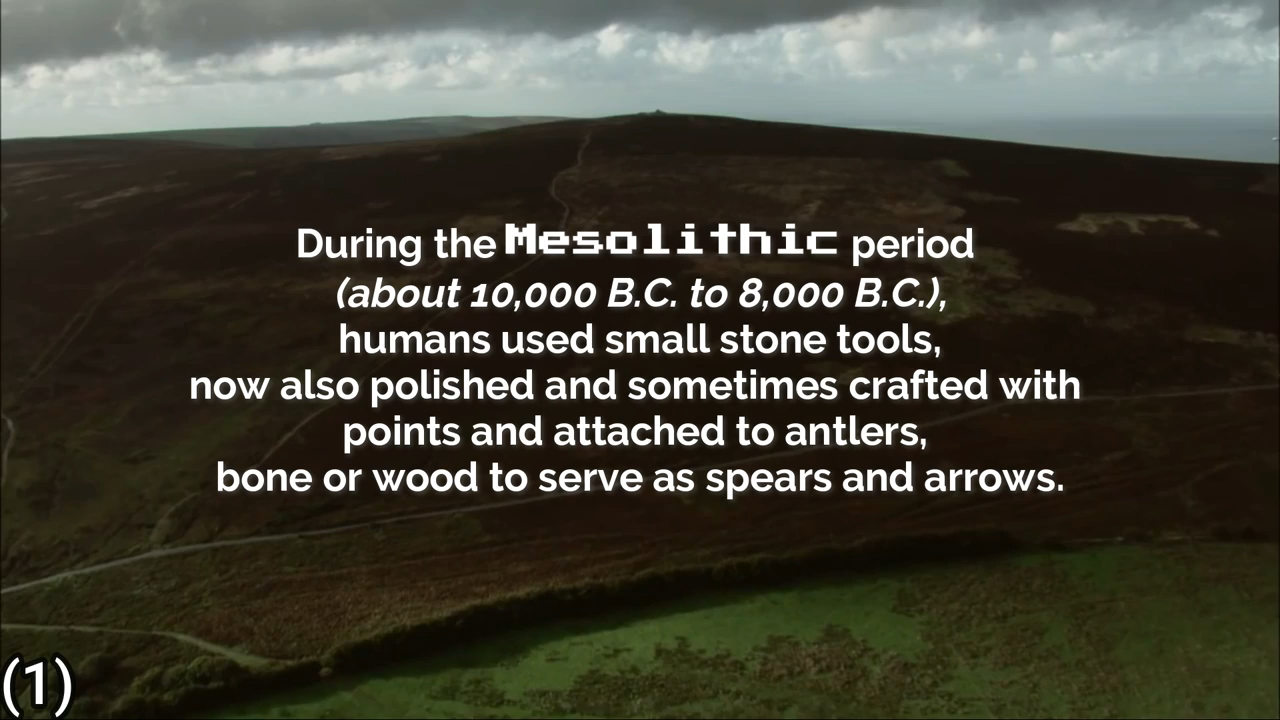 During the Mesolithic period
(about 10,000 B.C. to 8,000 B.C.),
humans used small stone tools,
now also polished and sometimes crafted with
points and attached to antlers,
bone or wood to serve as spears and arrows.
(1)